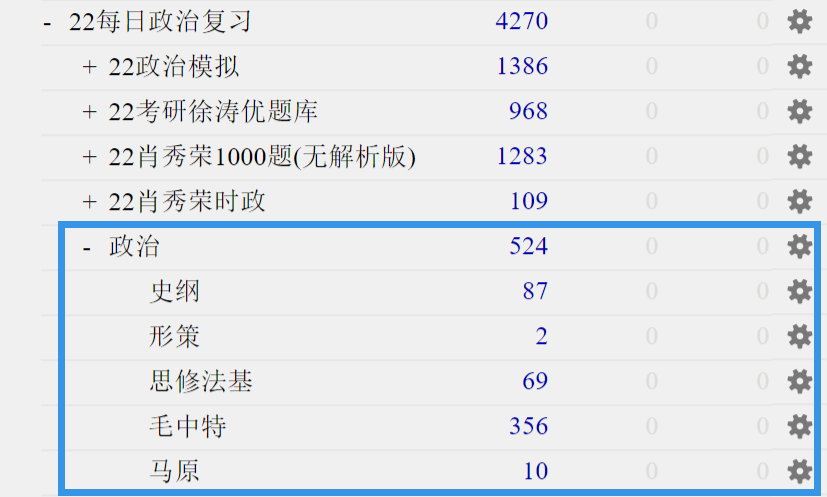 - 22每日政治复习 4270 0 0
+ 22政治模拟 1386 0 0
+ 22考研徐涛优题库 968 0 0
+ 22肖秀荣1000题(无解析版) 1283 0 0
+ 22肖秀荣时政 109 0 0
- 政治 524 0 0
史纲 87 0 0
形策 2 0 0
思修法基 69 0 0
毛中特 356 0 0
马原 10 0 0